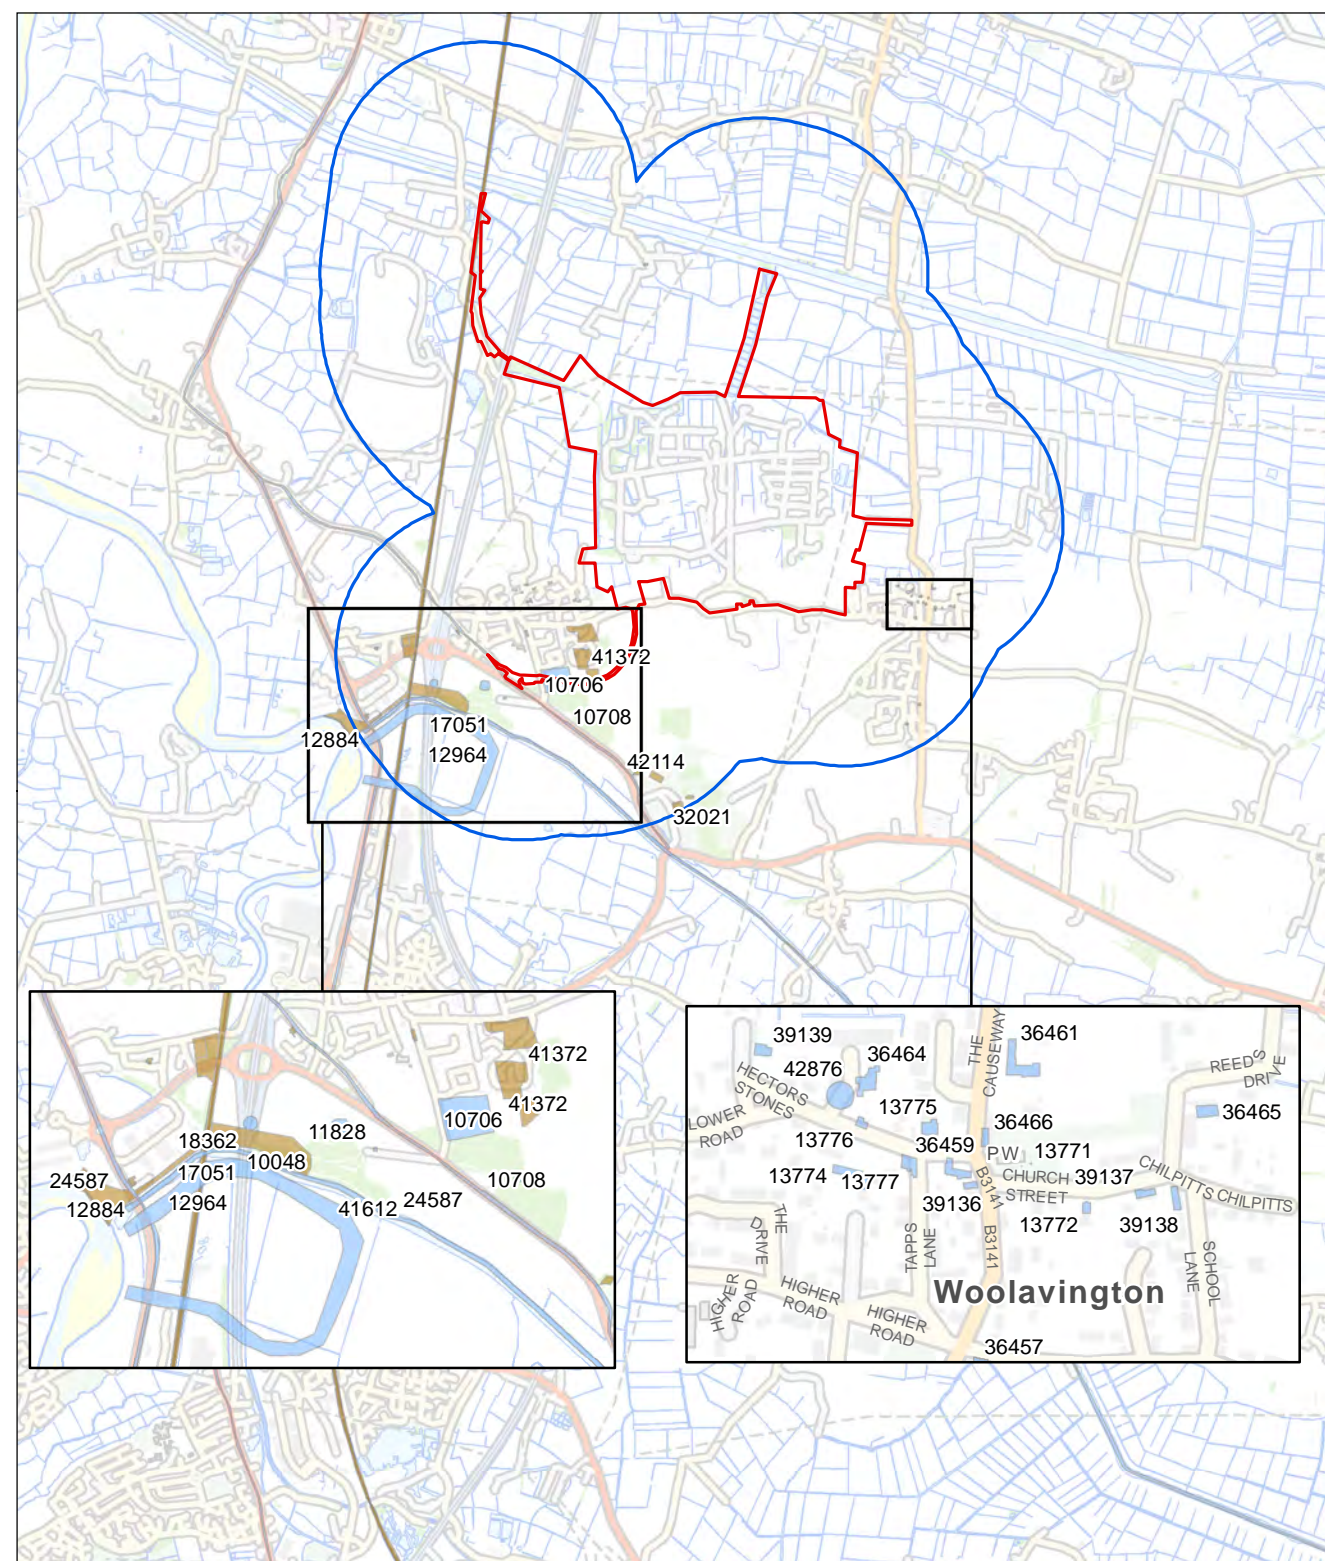 41372
10706
10708
17051
12884
12964
42114
32021
41372
41372
10706
11828
18362
10048
17051
24587
10708
12884
12964
41612
24587
39139
THE
CAUSEWAY
36461
42876
36464
REEDS
DRIVE
HECTORS
STONES
13775
36465
LOWER
ROAD
36466
13776
36459
PW
13771
CHILPITTS
CHILPITTS
13774
13777
CHURCH
STREET
39137
B3141
39136
13772
39138
THE
DRIVE
TAPPS
LANE
B3141
SCHOOL
LANE
HIGHER
ROAD
HIGHER
ROAD
HIGHER
ROAD
Woolavington
36457